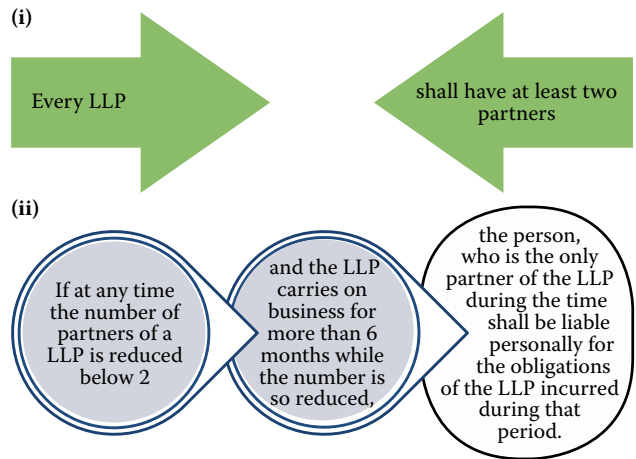 (i)
Every LLP
shall have at least two
partners
(ii)
If at any time
the number of
partners of a
LLP is reduced
below 2
and the LLP
carries on
business for
more than 6
months while
the number is
so reduced,
the person,
who is the only
partner of the LLP
during the time
shall be liable
personally for
the obligations
of the LLP incurred
during that
period.